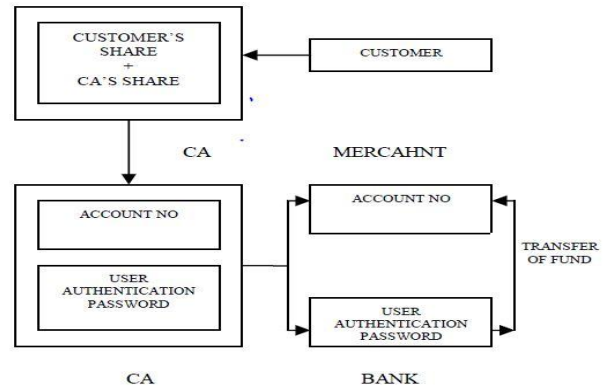 CUSTOMER'S
SHARE
+
CA'S SHARE
CUSTOMER
CA
MERCAHNT
ACCOUNT NO
USER
AUTHENTICATION
PASSWORD
ACCOUNT NO
USER
AUTHENTICATION
PASSWORD
TRANSFER
OF FUND
CA
BANK